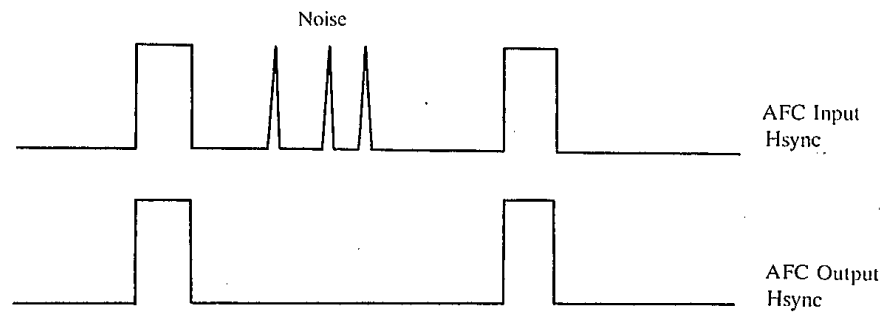 Noise
AFC Input
Hsync
AFC Output
Hsync